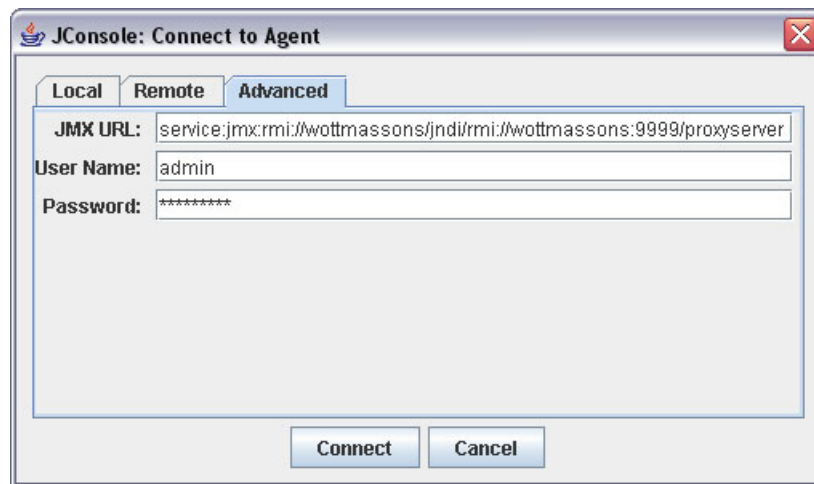 JConsole: Connect to Agent
Local Remote Advanced
JMX URL: service:jmx:rmi://wottmassons/jndi/rmi://wottmassons:9999/proxyserver
User Name: admin
Password: *********
Connect Cancel